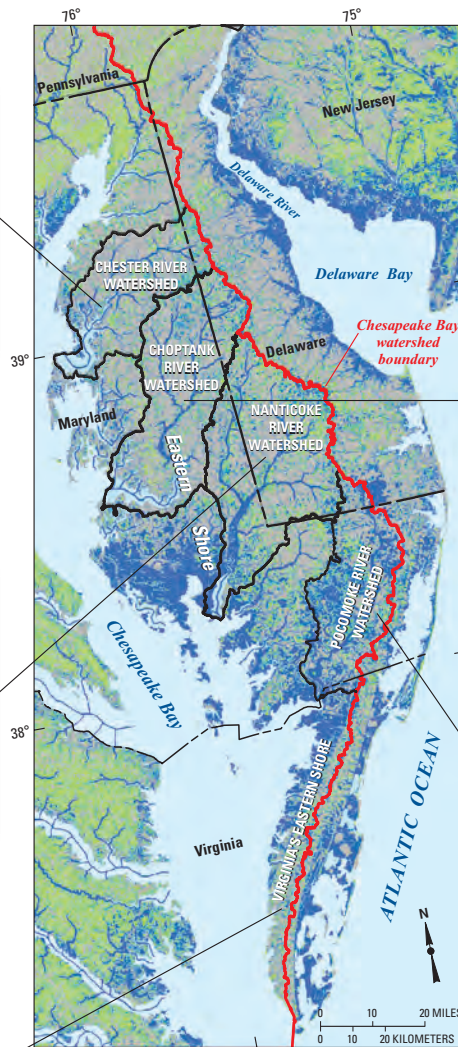 76°
75°
Pennsylvania
New Jersey
Delaware River
Delaware Bay
CHESTER RIVER
WATERSHED
Chesapeake Bay
watershed
boundary
39°
CHOPTANK
RIVER
WATERSHED
Delaware
Maryland
NANTICOKE
RIVER
WATERSHED
Eastern
Shore
POCOMOKE RIVER
WATERSHED
Chesapeake Bay
38°
ATLANTIC OCEAN
VIRGINIA'S EASTERN SHORE
Virginia
N
0 10 20 MILES
0 10 20 KILOMETERS